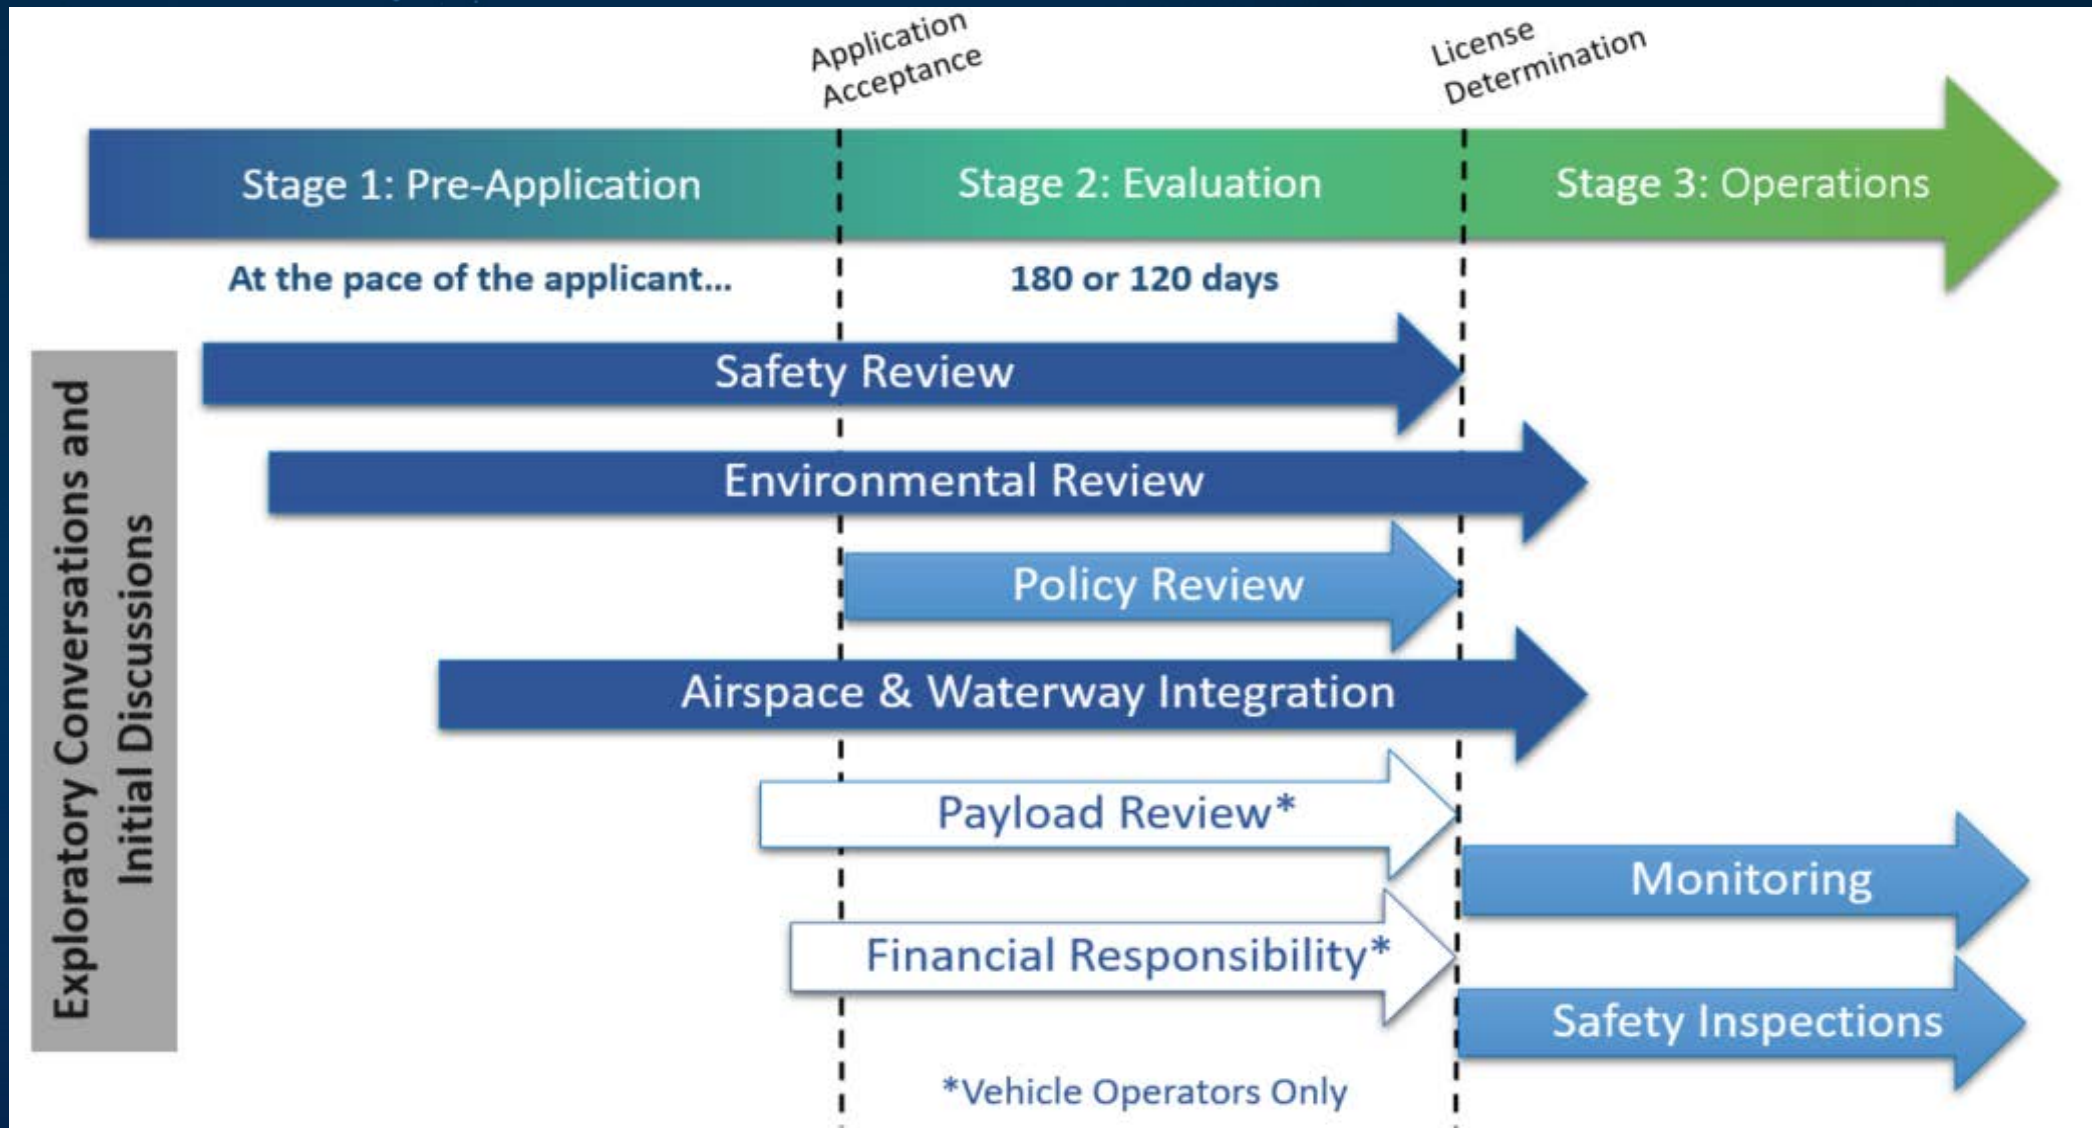 Application
Acceptance
License
Determination
Stage 1: Pre-Application
Stage 2: Evaluation
Stage 3: Operations
At the pace of the applicant...
180 or 120 days
Exploratory Conversations and
Initial Discussions
Safety Review
Environmental Review
Policy Review
Airspace & Waterway Integration
Payload Review*
Monitoring
Financial Responsibility*
Safety Inspections
*Vehicle Operators Only